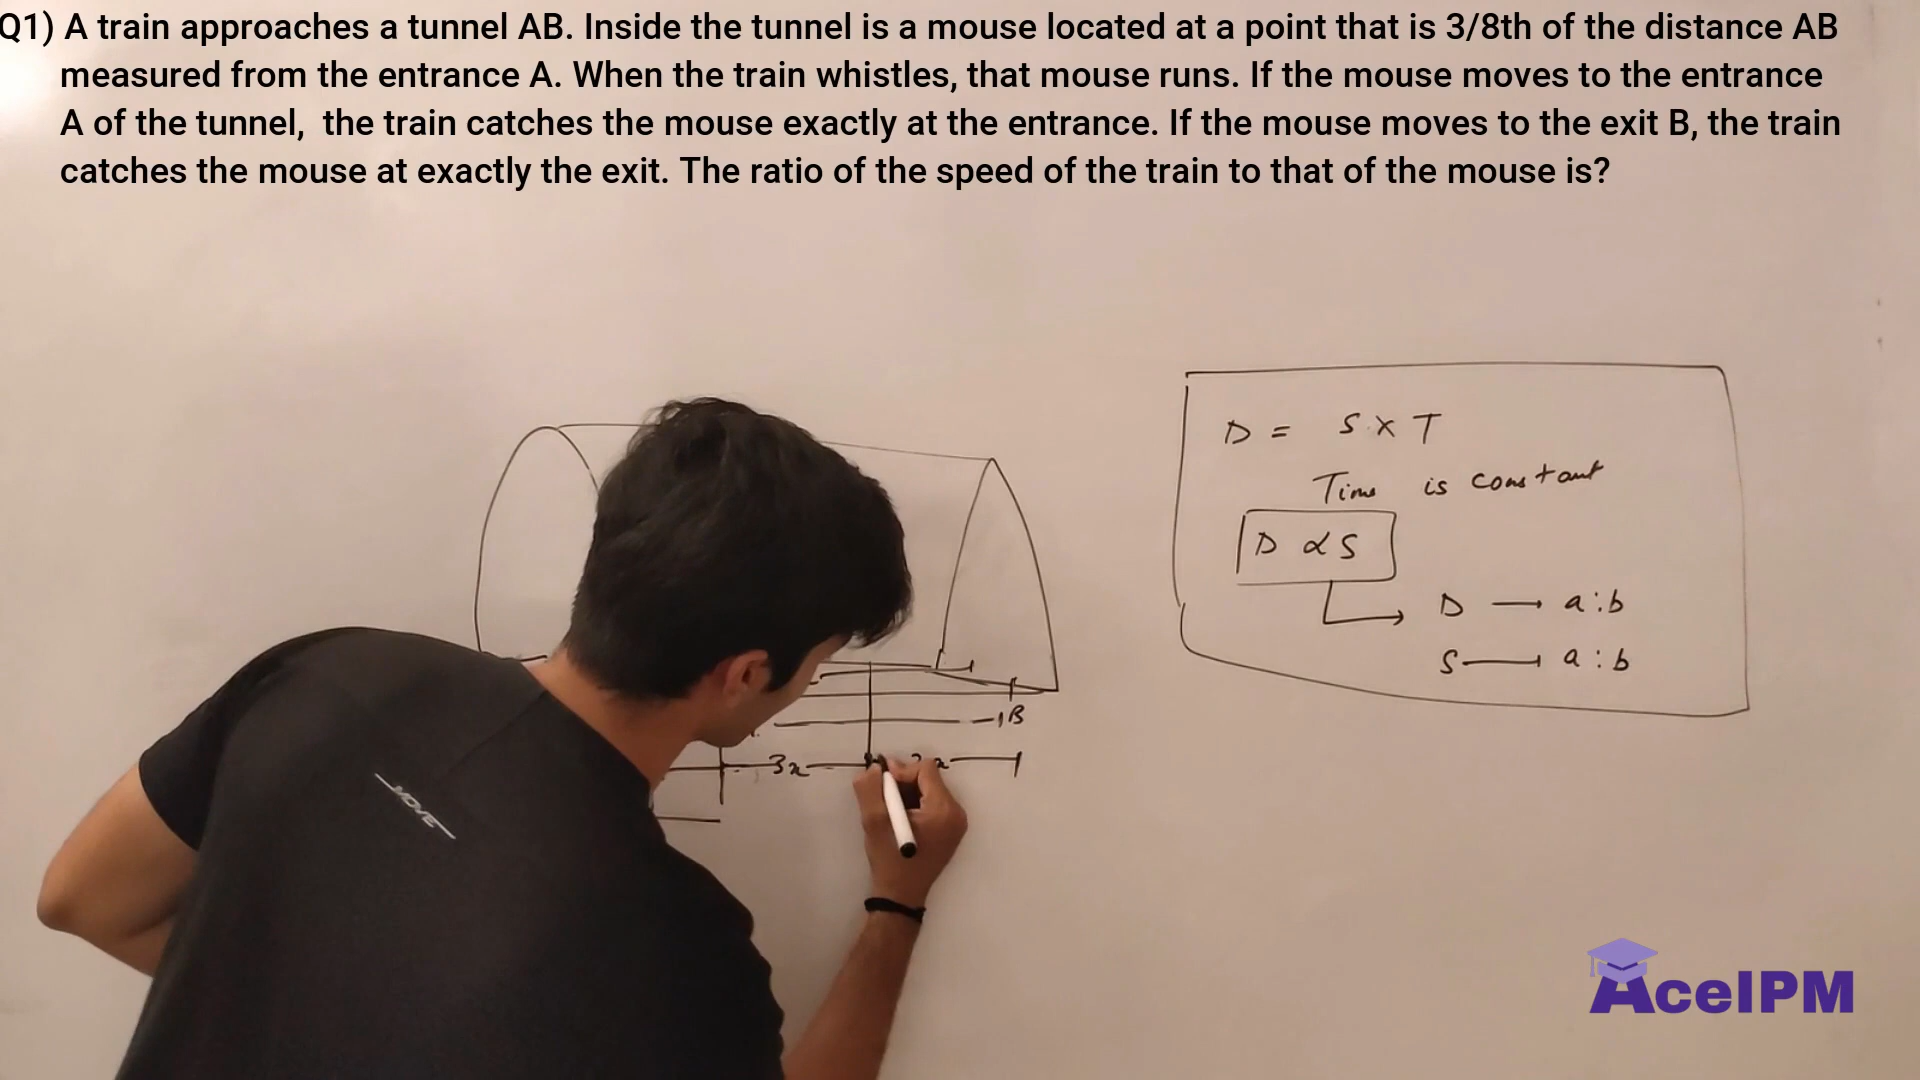 Q1) A train approaches a tunnel AB. Inside the tunnel is a mouse located at a point that is 3/8th of the distance AB
measured from the entrance A. When the train whistles, that mouse runs. If the mouse moves to the entrance
A of the tunnel, the train catches the mouse exactly at the entrance. If the mouse moves to the exit B, the train
catches the mouse at exactly the exit. The ratio of the speed of the train to that of the mouse is?
D = S × T
Time is constant
D α S
D → a:b
S → a:b
B
3x
MOVE
AceIPM